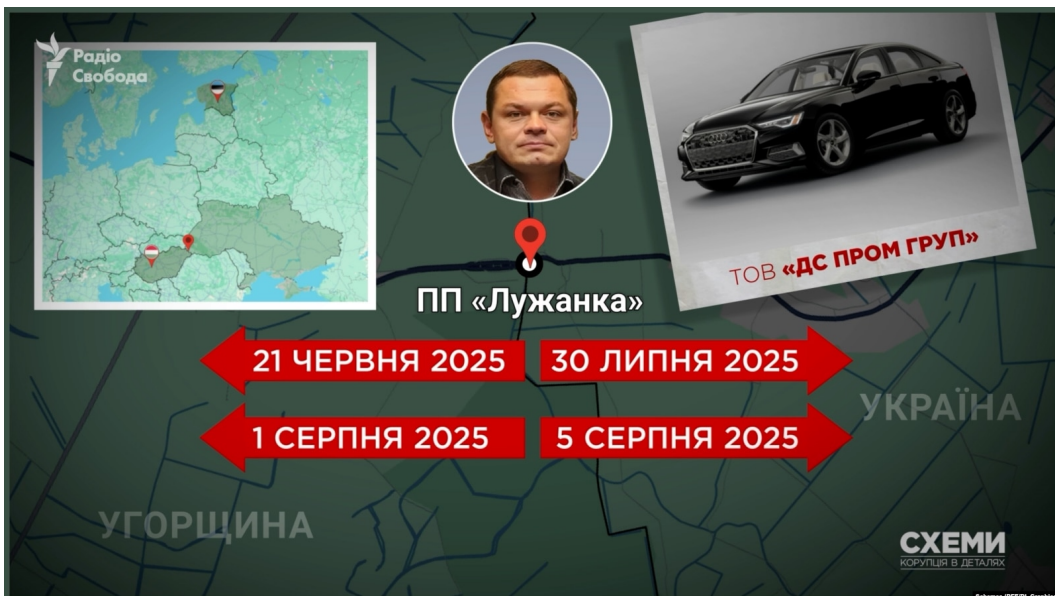 Радіо
Свобода
ТОВ «ДС ПРОМ ГРУП»
ПП «Лужанка»
21 ЧЕРВНЯ 2025
30 ЛИПНЯ 2025
1 СЕРПНЯ 2025
5 СЕРПНЯ 2025
УКРАЇНА
УГОРЩИНА
СХЕМИ
КОРУПЦІЯ В ДЕТАЛЯХ